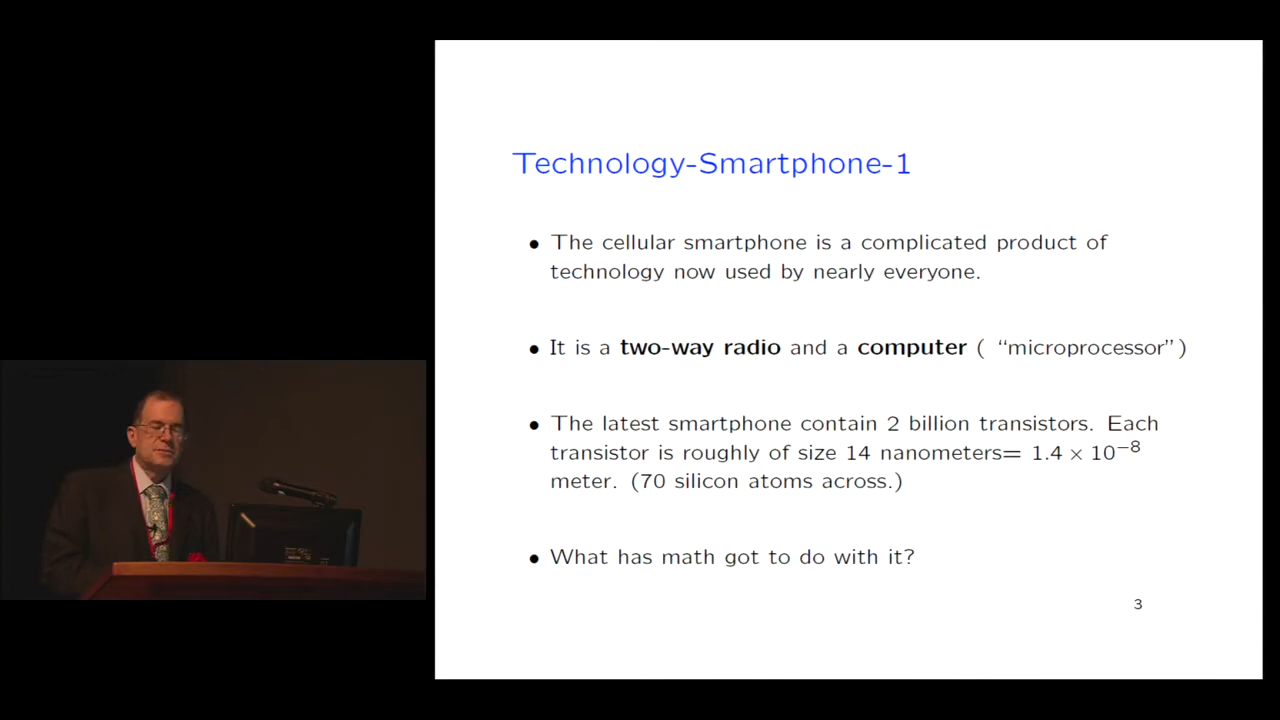 Technology-Smartphone-1
• The cellular smartphone is a complicated product of
technology now used by nearly everyone.
• It is a two-way radio and a computer ( “microprocessor” )
• The latest smartphone contain 2 billion transistors. Each
transistor is roughly of size 14 nanometers= 1.4 × 10⁻⁸
meter. (70 silicon atoms across.)
• What has math got to do with it?
3